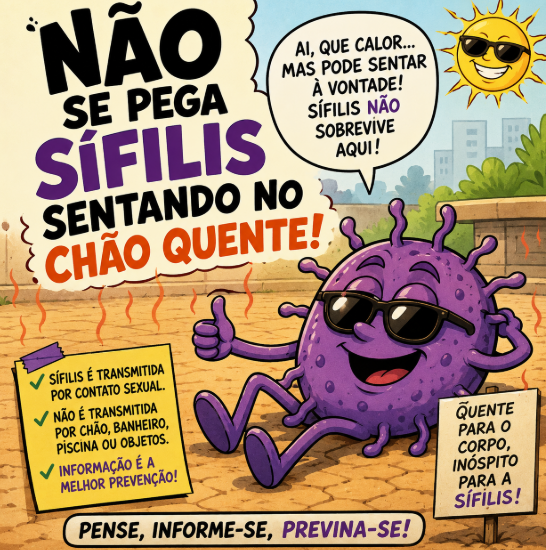 NÃO
SE PEGA
SÍFILIS
SENTANDO NO
CHÃO QUENTE!
AI, QUE CALOR...
MAS PODE SENTAR
À VONTADE!
SÍFILIS NÃO
SOBREVIVE
AQUI!
✓ SÍFILIS É TRANSMITIDA
POR CONTATO SEXUAL.
✓ NÃO É TRANSMITIDA
POR CHÃO, BANHEIRO,
PISCINA OU OBJETOS.
✓ INFORMAÇÃO É A
MELHOR PREVENÇÃO!
QUENTE
PARA O
CORPO,
INÓSPITO
PARA A
SÍFILIS!
PENSE, INFORME-SE, PREVINA-SE!